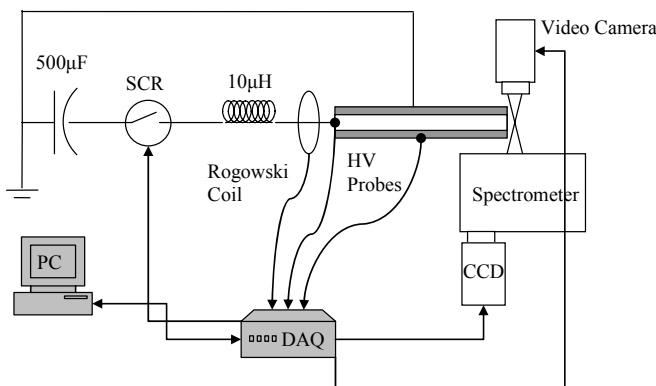 Video Camera
500μF
SCR
10μH
Rogowski
Coil
HV
Probes
Spectrometer
PC
CCD
DAQ